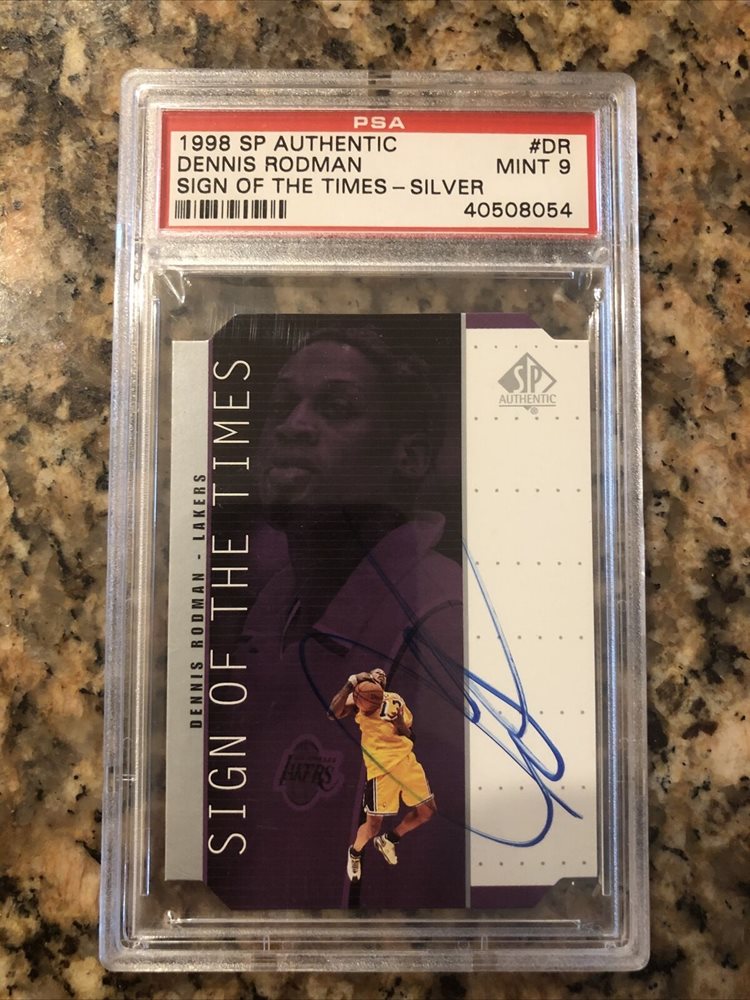 PSA
1998 SP AUTHENTIC #DR
DENNIS RODMAN MINT 9
SIGN OF THE TIMES – SILVER
40508054
SP
AUTHENTIC
®
DENNIS RODMAN - LAKERS
SIGN OF THE TIMES
LAKERS